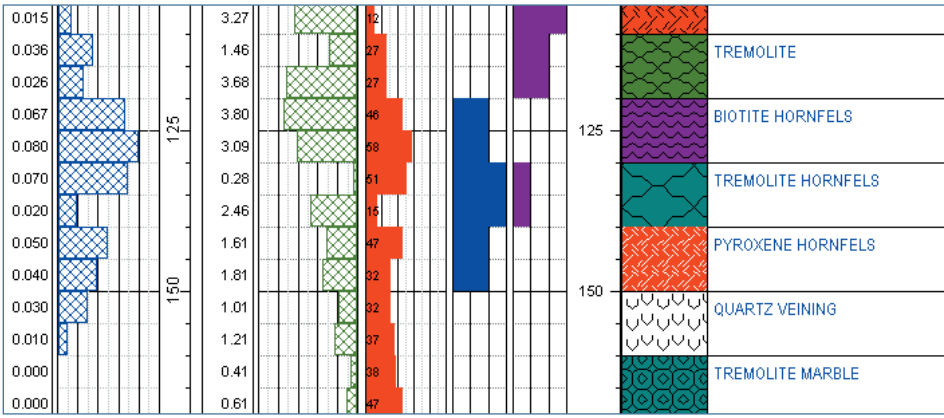 0.015 3.27 12
0.036 1.46 27 TREMOLITE
0.026 3.68 27
0.067 3.80 46 BIOTITE HORNFELS
125 125
0.080 3.09 58
0.070 0.28 51 TREMOLITE HORNFELS
0.020 2.46 15
0.050 1.61 47 PYROXENE HORNFELS
0.040 1.81 32
150 150
0.030 1.01 32 QUARTZ VEINING
0.010 1.21 37
0.000 0.41 38 TREMOLITE MARBLE
0.000 0.61 47